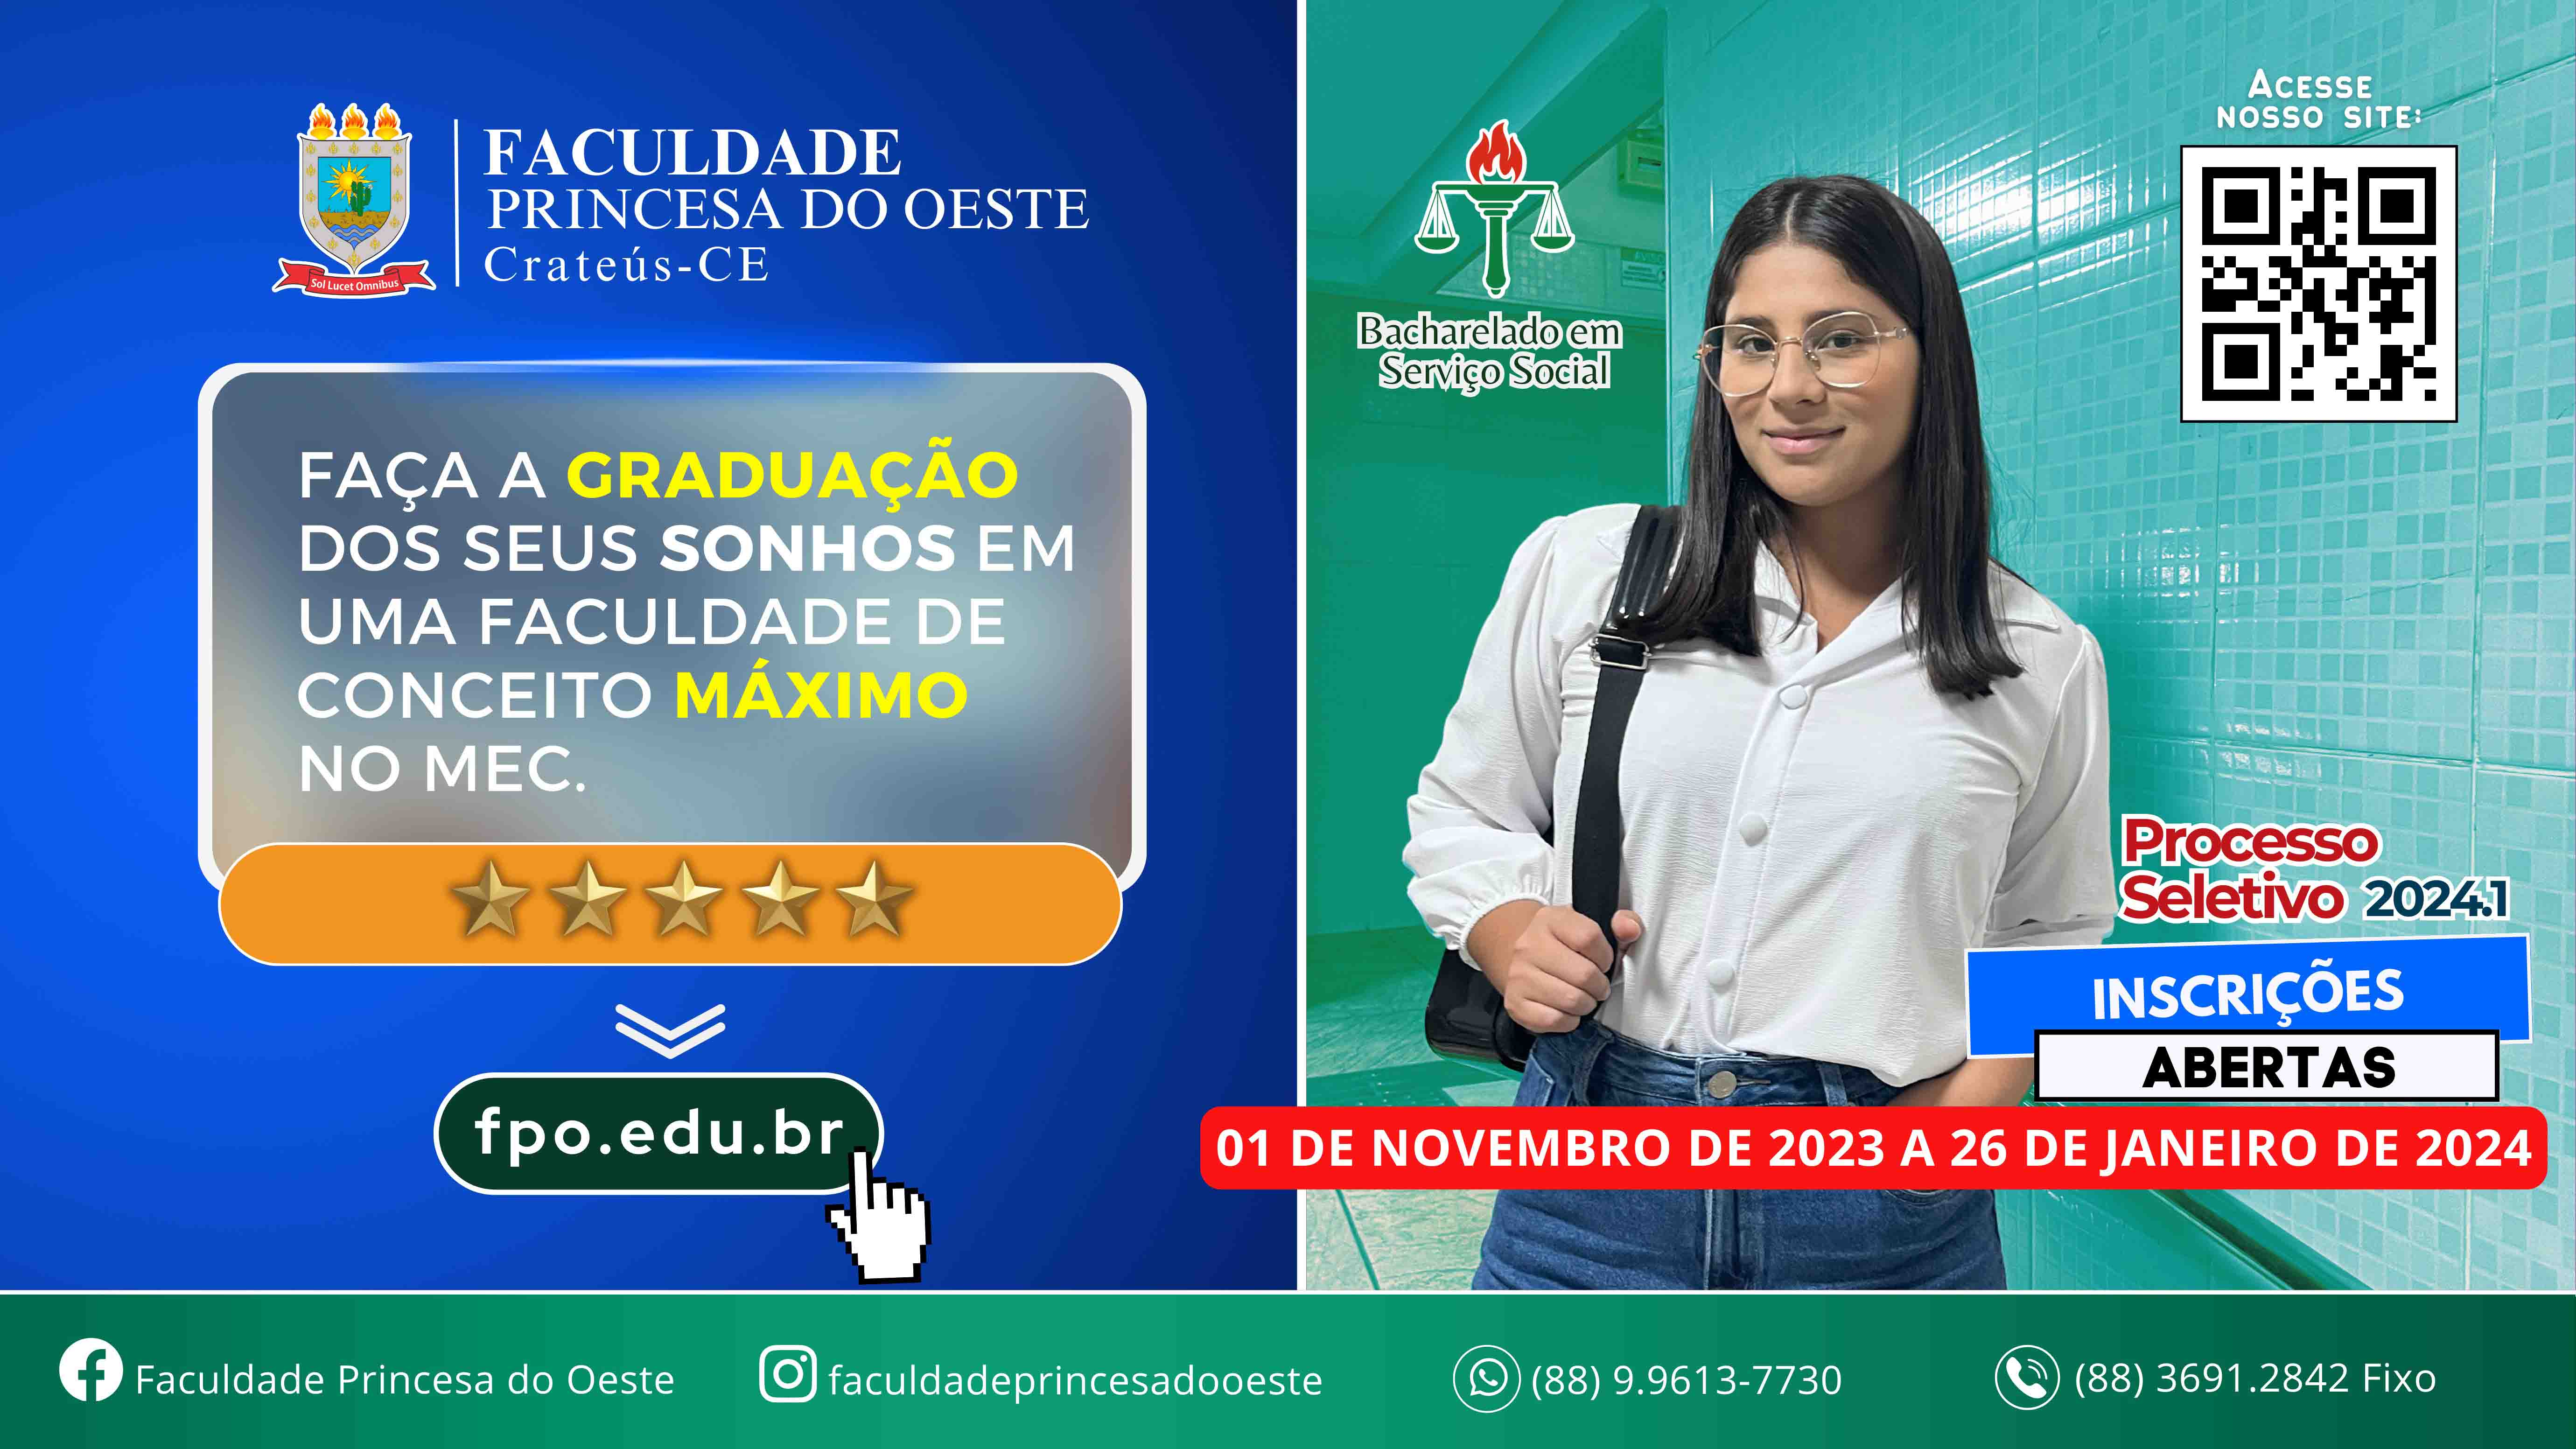 FACULDADE
PRINCESA DO OESTE
Crateús-CE
Sol Lucet Omnibus
FAÇA A GRADUAÇÃO
DOS SEUS SONHOS EM
UMA FACULDADE DE
CONCEITO MÁXIMO
NO MEC.
fpo.edu.br
Bacharelado em
Serviço Social
ACESSE
NOSSO SITE:
Processo
Seletivo 2024.1
INSCRIÇÕES
ABERTAS
01 DE NOVEMBRO DE 2023 A 26 DE JANEIRO DE 2024
Faculdade Princesa do Oeste
faculdadeprincesadooeste
(88) 9.9613-7730
(88) 3691.2842 Fixo